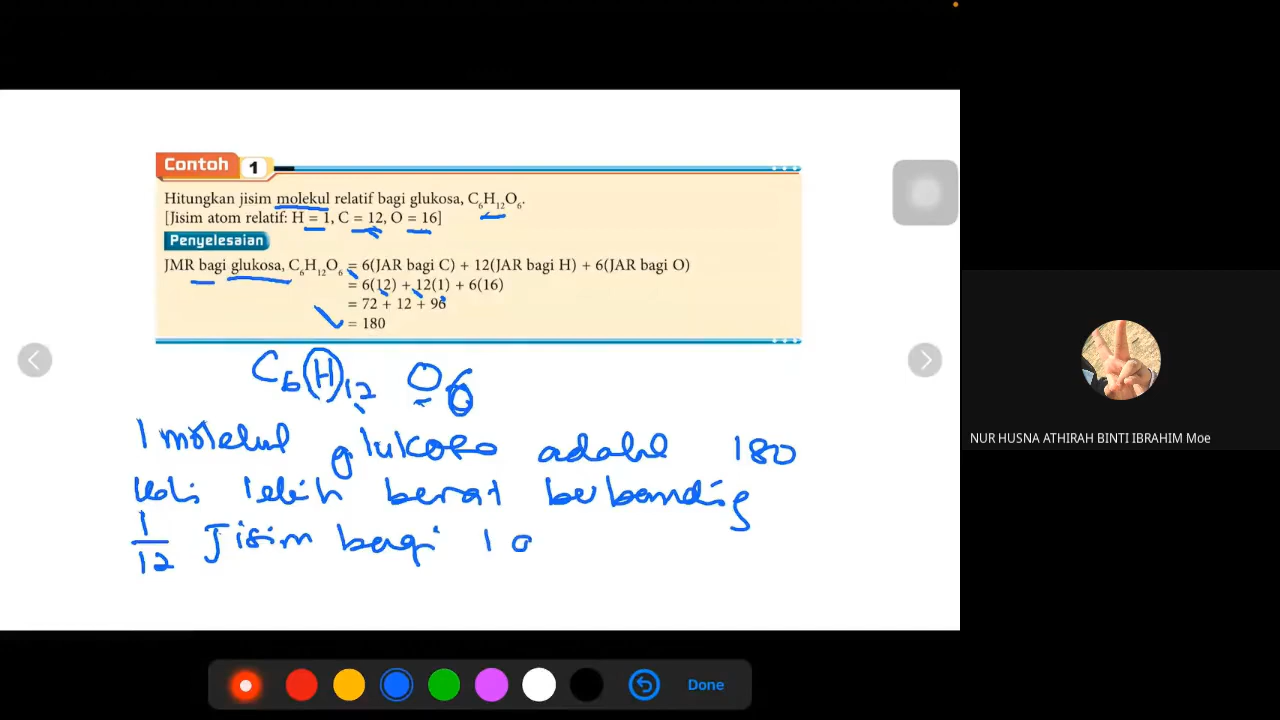 Contoh 1
Hitungkan jisim molekul relatif bagi glukosa, C₆H₁₂O₆.
[Jisim atom relatif: H = 1, C = 12, O = 16]
Penyelesaian
JMR bagi glukosa, C₆H₁₂O₆ = 6(JAR bagi C) + 12(JAR bagi H) + 6(JAR bagi O)
= 6(12) + 12(1) + 6(16)
= 72 + 12 + 96
= 180
C₆H₁₂ O₆
1 molekul glukosa adalah 180
kali lebih berat berbanding
1/12 Jisim bagi 1 a
NUR HUSNA ATHIRAH BINTI IBRAHIM Moe
Done